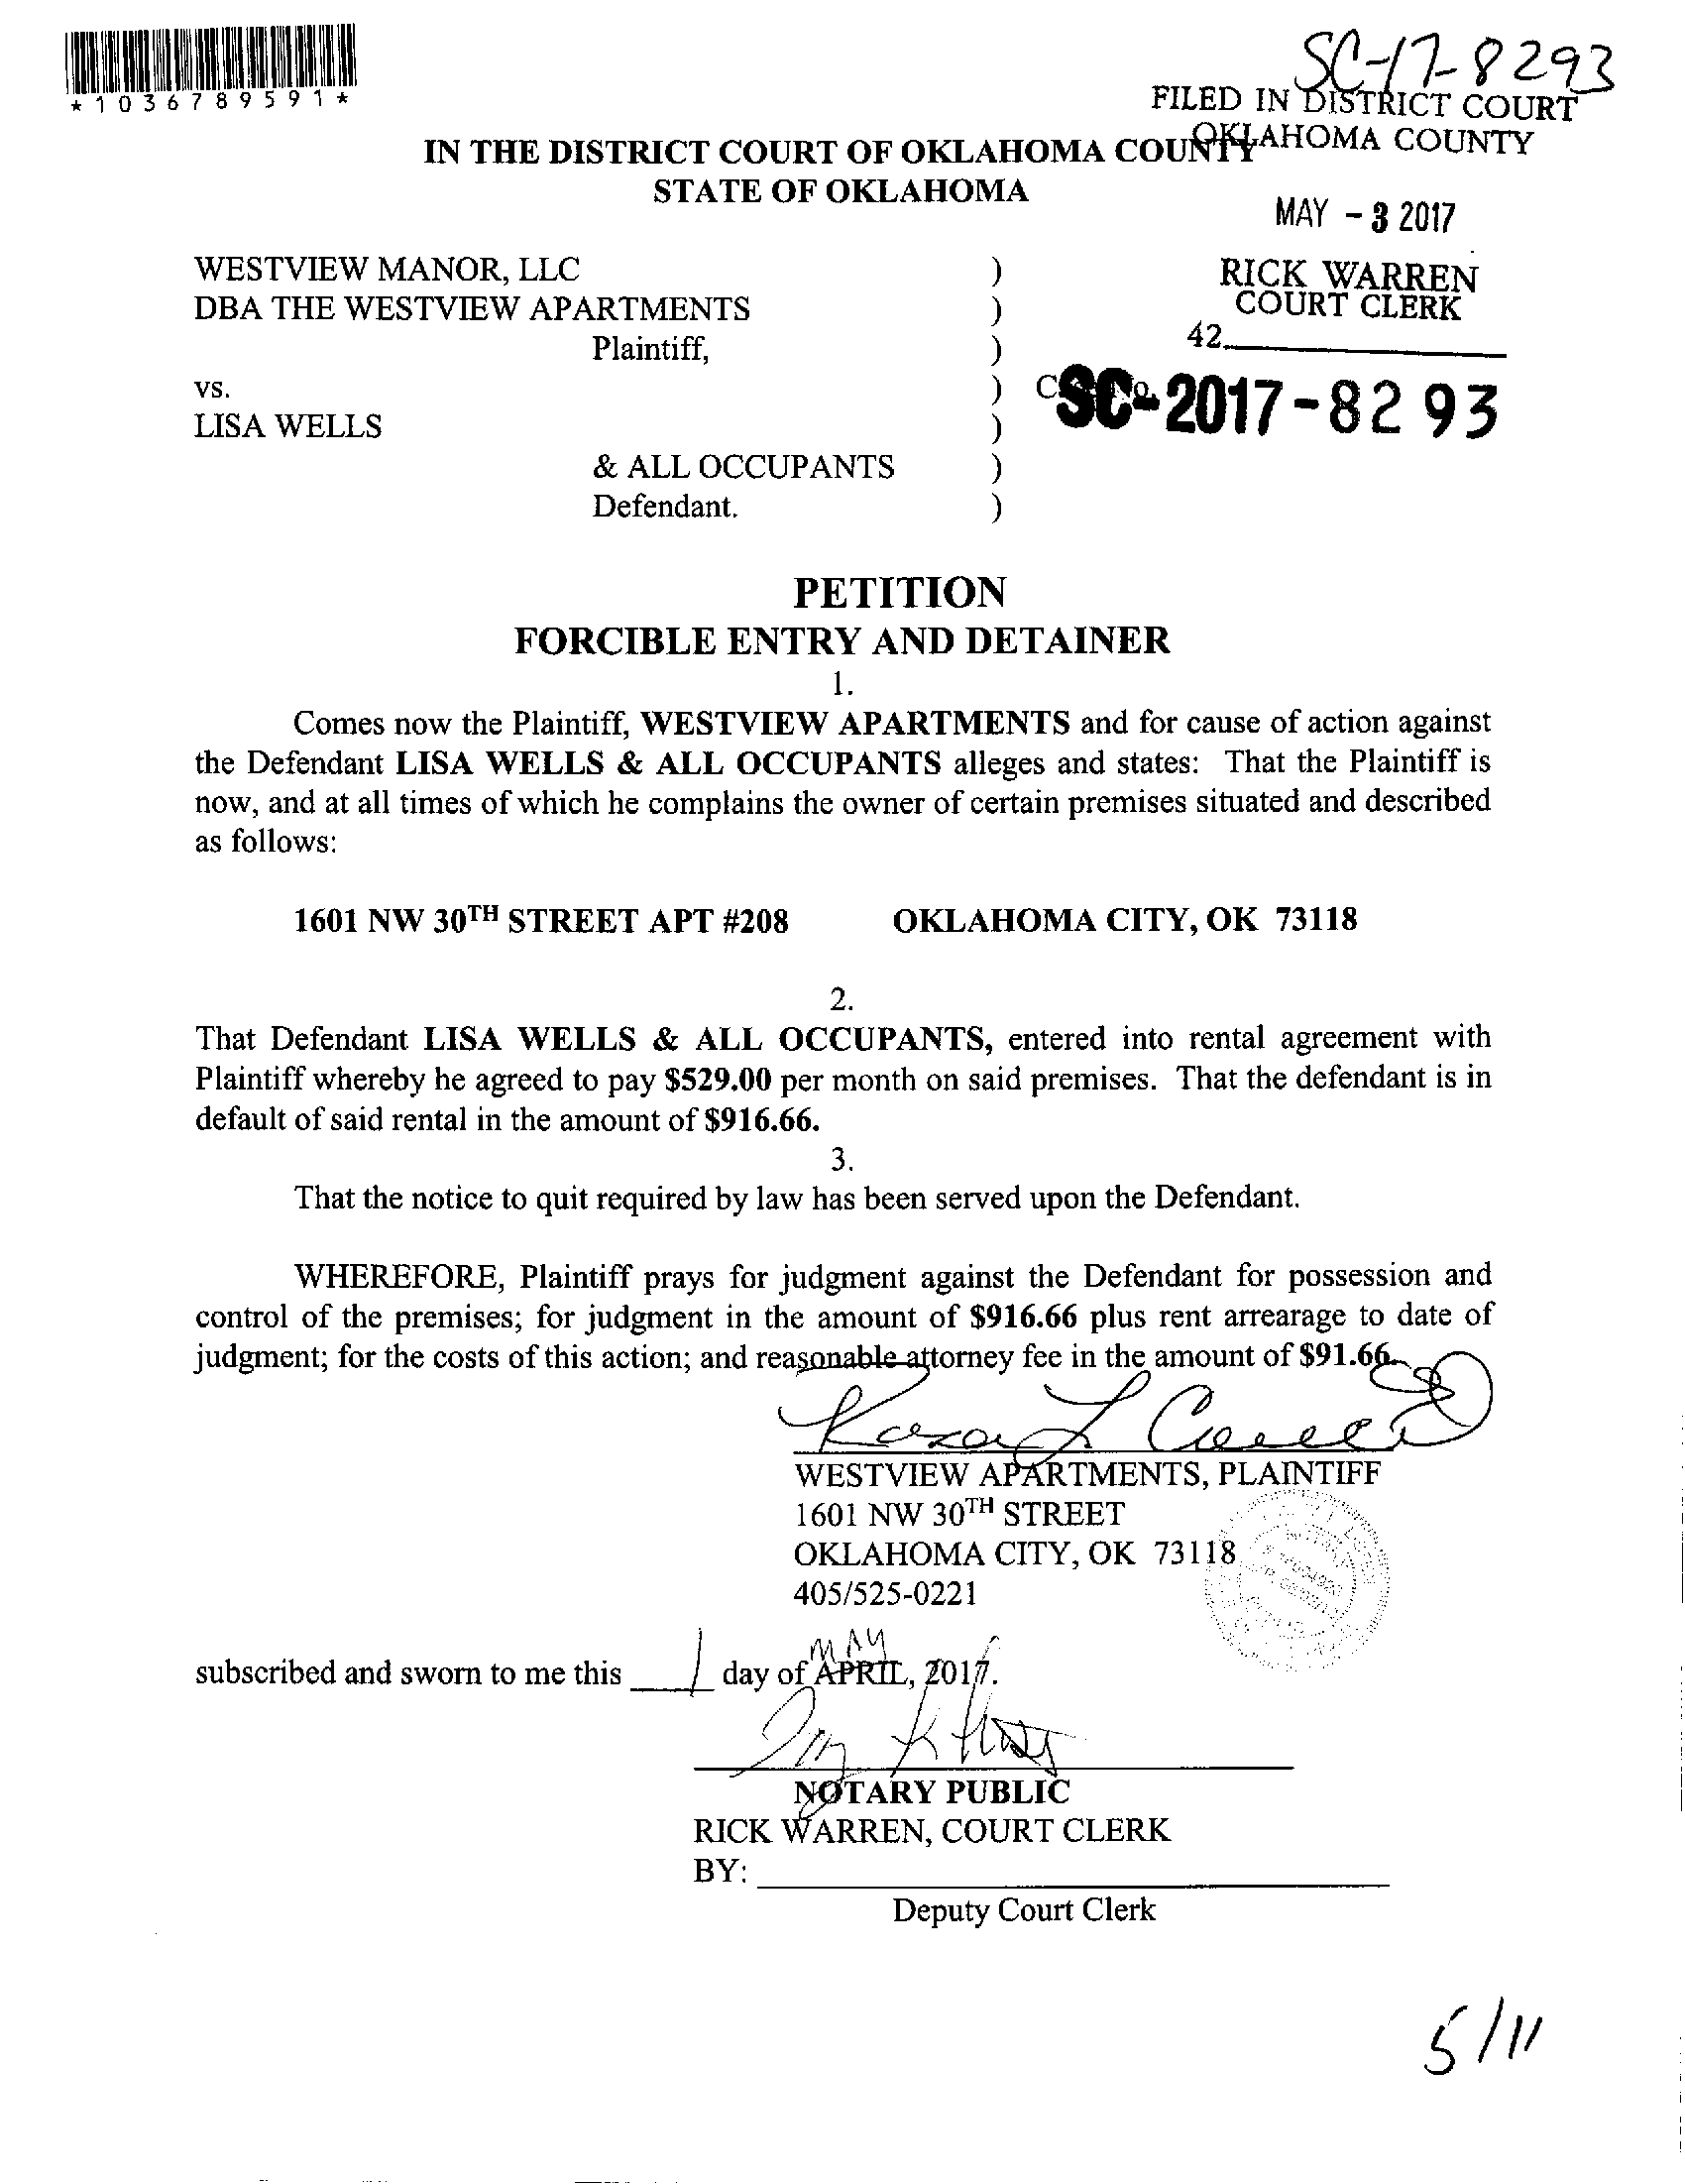 SC-17-8293
*1036789591*
FILED IN DISTRICT COURT
OKLAHOMA COUNTY
IN THE DISTRICT COURT OF OKLAHOMA COUNTY
STATE OF OKLAHOMA
MAY - 3 2017
WESTVIEW MANOR, LLC )
DBA THE WESTVIEW APARTMENTS )
Plaintiff, )
RICK WARREN
COURT CLERK
42
vs. )
SC-2017-8293
LISA WELLS )
& ALL OCCUPANTS )
Defendant. )
PETITION
FORCIBLE ENTRY AND DETAINER
1.
Comes now the Plaintiff, WESTVIEW APARTMENTS and for cause of action against
the Defendant LISA WELLS & ALL OCCUPANTS alleges and states: That the Plaintiff is
now, and at all times of which he complains the owner of certain premises situated and described
as follows:
1601 NW 30TH STREET APT #208 OKLAHOMA CITY, OK 73118
2.
That Defendant LISA WELLS & ALL OCCUPANTS, entered into rental agreement with
Plaintiff whereby he agreed to pay $529.00 per month on said premises. That the defendant is in
default of said rental in the amount of $916.66.
3.
That the notice to quit required by law has been served upon the Defendant.
WHEREFORE, Plaintiff prays for judgment against the Defendant for possession and
control of the premises; for judgment in the amount of $916.66 plus rent arrearage to date of
judgment; for the costs of this action; and reasonable attorney fee in the amount of $91.66.
WESTVIEW APARTMENTS, PLAINTIFF
1601 NW 30TH STREET
OKLAHOMA CITY, OK 73118
405/525-0221
MAY
subscribed and sworn to me this 1 day of APRIL, 2017.
NOTARY PUBLIC
RICK WARREN, COURT CLERK
BY:
Deputy Court Clerk
5/11